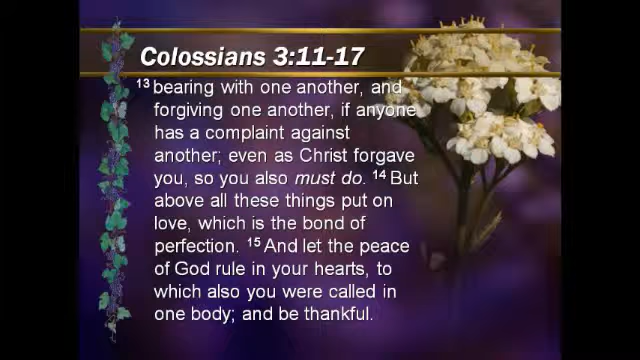 Colossians 3:11-17
13 bearing with one another, and
forgiving one another, if anyone
has a complaint against
another; even as Christ forgave
you, so you also must do. 14 But
above all these things put on
love, which is the bond of
perfection. 15 And let the peace
of God rule in your hearts, to
which also you were called in
one body; and be thankful.